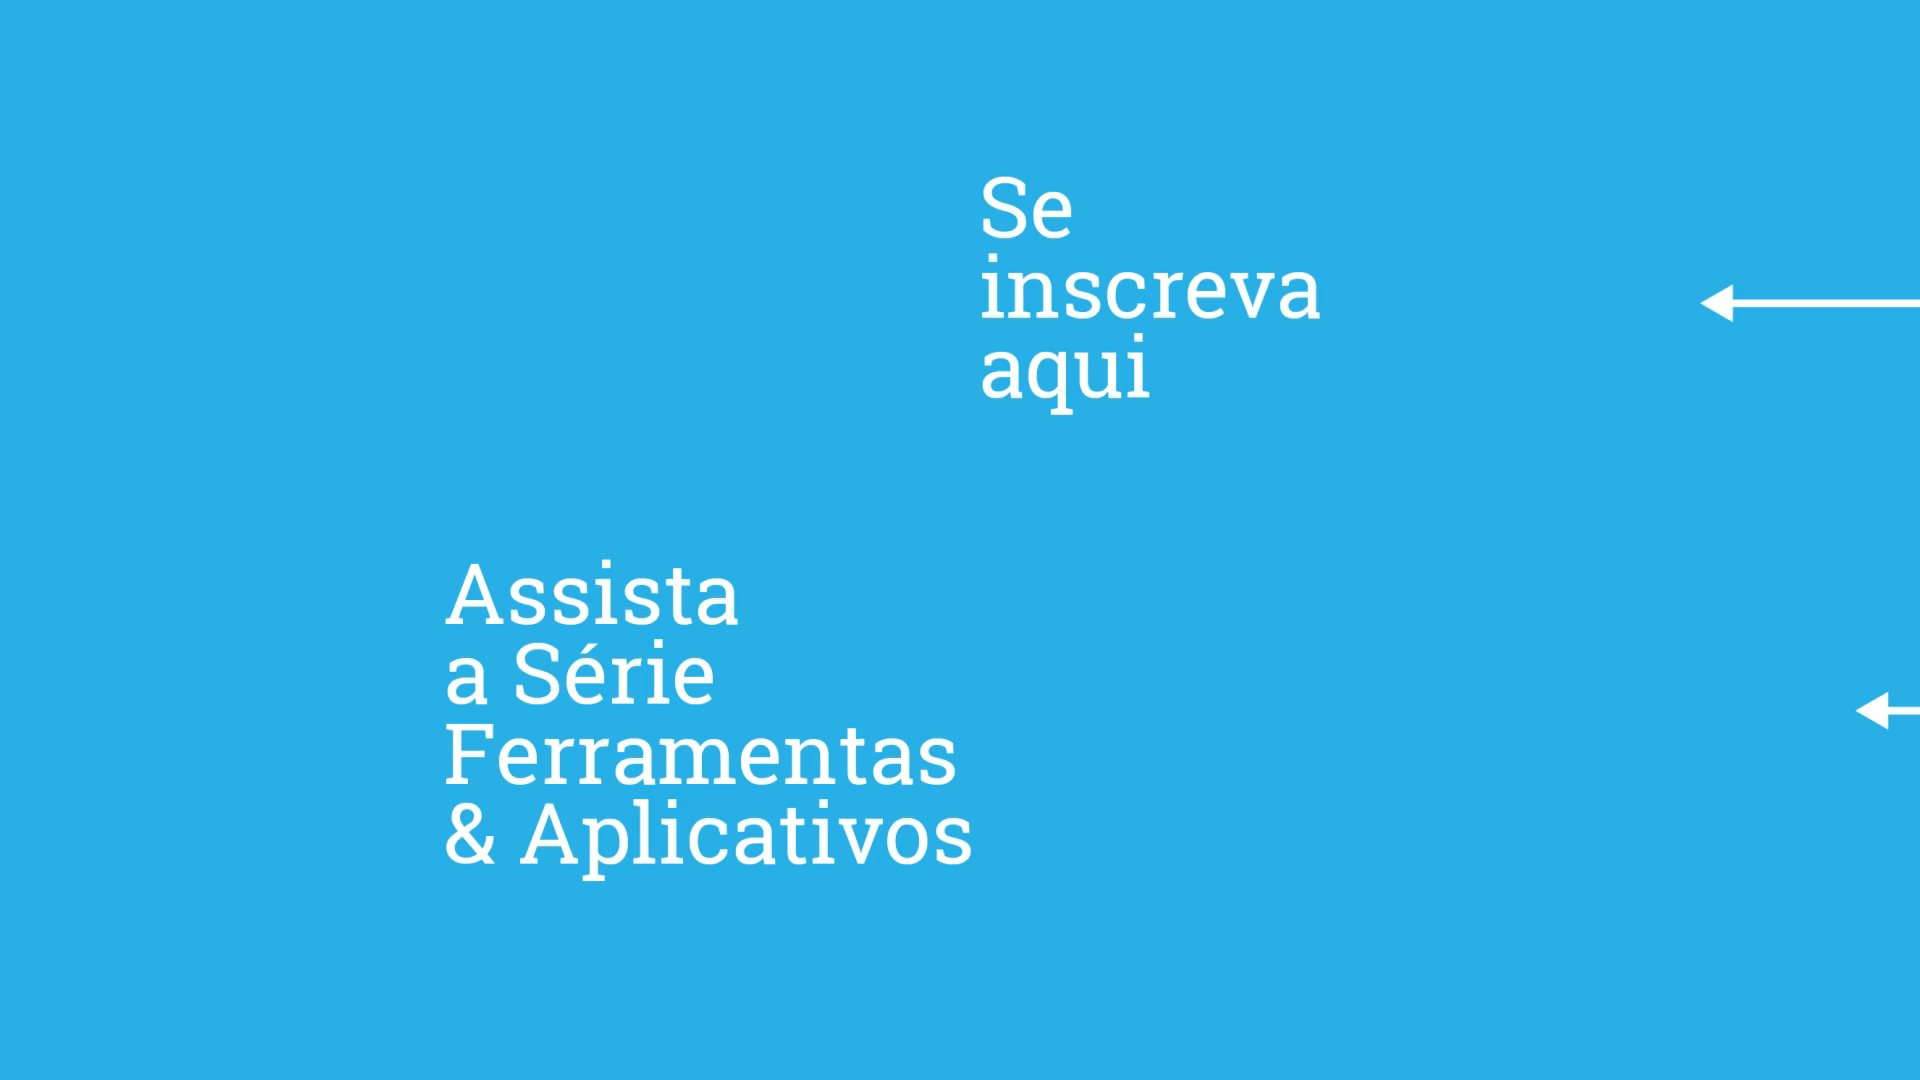 Se
inscreva
aqui
Assista
a Série
Ferramentas
& Aplicativos